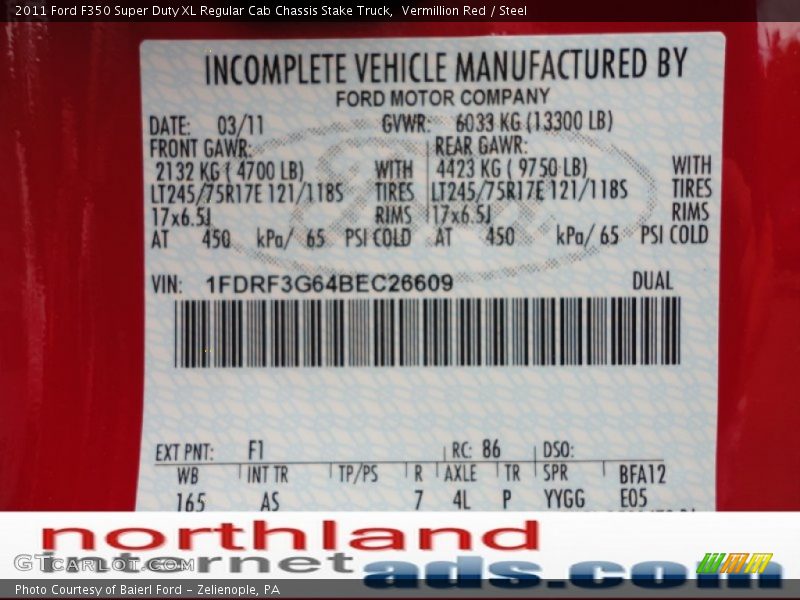 2011 Ford F350 Super Duty XL Regular Cab Chassis Stake Truck,  Vermillion Red / Steel
INCOMPLETE VEHICLE MANUFACTURED BY
FORD MOTOR COMPANY
DATE: 03/11 GVWR: 6033 KG (13300 LB)
FRONT GAWR: REAR GAWR:
2132 KG ( 4700 LB) WITH 4423 KG ( 9750 LB) WITH
LT245/75R17E 121/118S TIRES LT245/75R17E 121/118S TIRES
17x6.5J RIMS 17x6.5J RIMS
AT 450 kPa/ 65 PSI COLD AT 450 kPa/ 65 PSI COLD
VIN: 1FDRF3G64BEC26609 DUAL
EXT PNT: F1 RC: 86 DSO:
WB INT TR TP/PS R AXLE TR SPR BFA12
165 AS 7 4L P YYGG E05
northland
internet
ads.com
GTCARLOT.COM
Photo Courtesy of Baierl Ford - Zelienople, PA